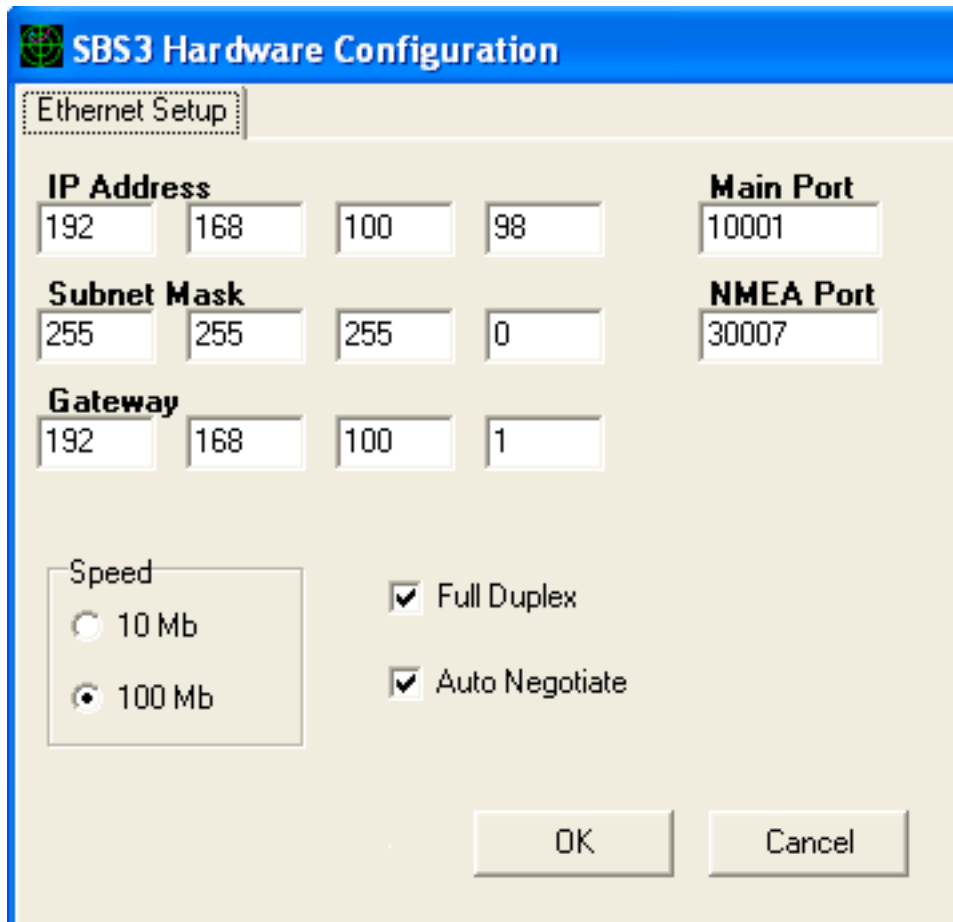 SBS3 Hardware Configuration
Ethernet Setup
IP Address Main Port
192 168 100 98 10001
Subnet Mask NMEA Port
255 255 255 0 30007
Gateway
192 168 100 1
Speed
10 Mb Full Duplex
100 Mb Auto Negotiate
OK Cancel